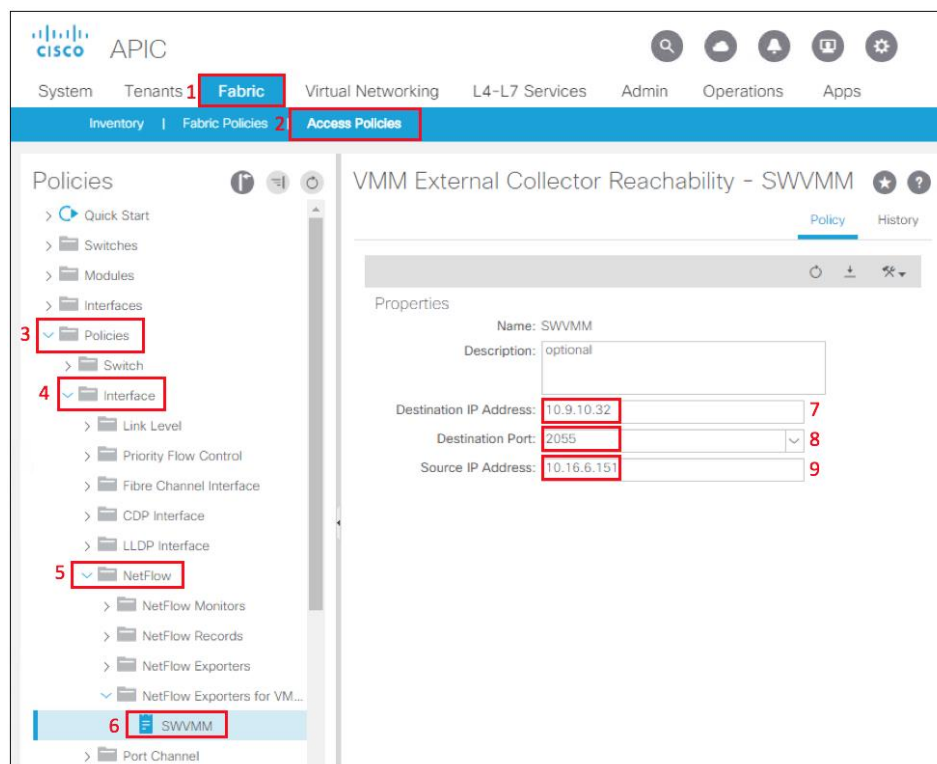 CISCO APIC
System Tenants 1 Fabric Virtual Networking L4-L7 Services Admin Operations Apps
Inventory | Fabric Policies | 2 Access Policies
Policies
Quick Start
Switches
Modules
Interfaces
3 Policies
Switch
4 Interface
Link Level
Priority Flow Control
Fibre Channel Interface
CDP Interface
LLDP Interface
5 NetFlow
NetFlow Monitors
NetFlow Records
NetFlow Exporters
NetFlow Exporters for VM...
6 SWVMM
Port Channel
VMM External Collector Reachability - SWVMM
Policy History
Properties
Name: SWVMM
Description: optional
Destination IP Address: 10.9.10.32 7
Destination Port: 2055 8
Source IP Address: 10.16.6.151 9